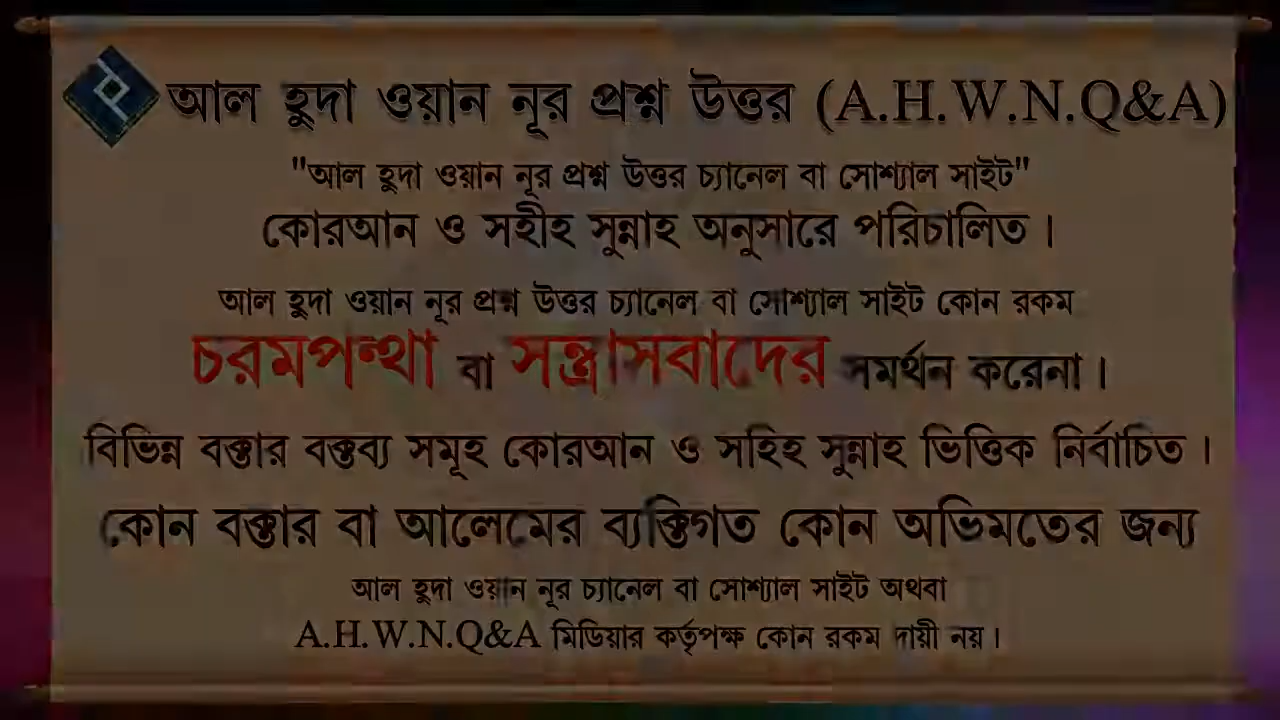 আল হুদা ওয়ান নূর প্রশ্ন উত্তর (A.H.W.N.Q&A)
"আল হুদা ওয়ান নূর প্রশ্ন উত্তর চ্যানেল বা সোশ্যাল সাইট"
কোরআন ও সহীহ সুন্নাহ অনুসারে পরিচালিত ।
আল হুদা ওয়ান নূর প্রশ্ন উত্তর চ্যানেল বা সোশ্যাল সাইট কোন রকম
চরমপন্থা বা সন্ত্রাসবাদের সমর্থন করেনা ।
বিভিন্ন বক্তার বক্তব্য সমূহ কোরআন ও সহিহ সুন্নাহ ভিত্তিক নির্বাচিত ।
কোন বক্তার বা আলেমের ব্যক্তিগত কোন অভিমতের জন্য
আল হুদা ওয়ান নূর চ্যানেল বা সোশ্যাল সাইট অথবা
A.H.W.N.Q&A মিডিয়ার কর্তৃপক্ষ কোন রকম দায়ী নয় ।